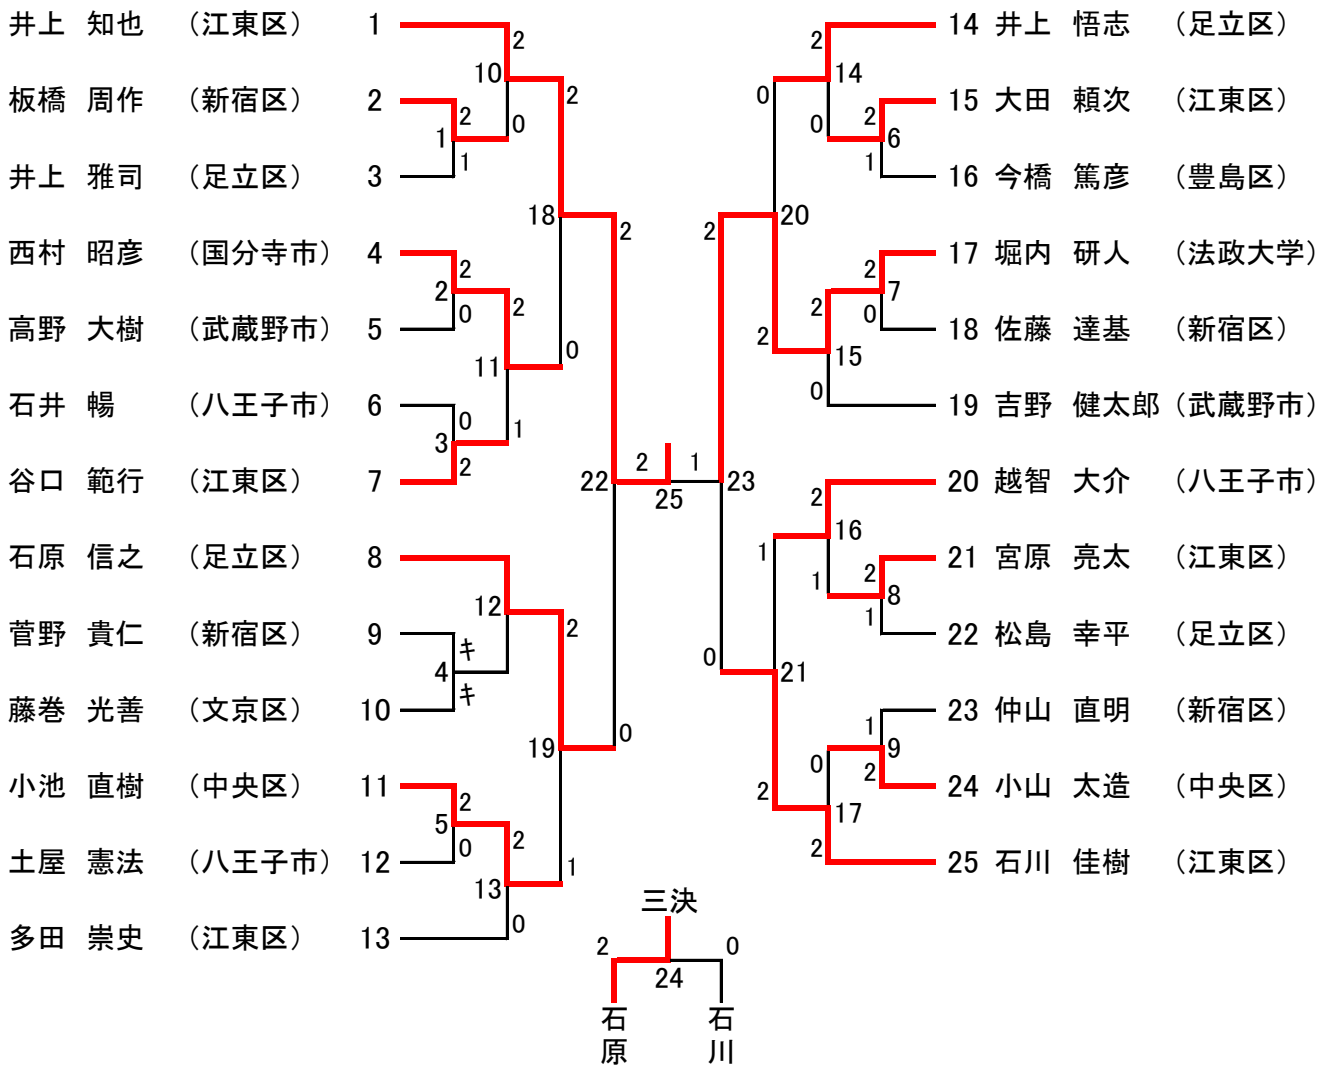 井上 知也 （江東区） 1
板橋 周作 （新宿区） 2
井上 雅司 （足立区） 3
西村 昭彦 （国分寺市） 4
高野 大樹 （武蔵野市） 5
石井 暢 （八王子市） 6
谷口 範行 （江東区） 7
石原 信之 （足立区） 8
菅野 貴仁 （新宿区） 9
藤巻 光善 （文京区） 10
小池 直樹 （中央区） 11
土屋 憲法 （八王子市） 12
多田 崇史 （江東区） 13
2
10
0
2
1
1
2
2
0
2
11
1
0
3
2
2
18
0
12
キ
4
キ
2
5
0
2
13
0
2
19
1
2
22
0
2
25
1
14 井上 悟志 （足立区）
15 大田 頼次 （江東区）
16 今橋 篤彦 （豊島区）
17 堀内 研人 （法政大学）
18 佐藤 達基 （新宿区）
19 吉野 健太郎 （武蔵野市）
20 越智 大介 （八王子市）
21 宮原 亮太 （江東区）
22 松島 幸平 （足立区）
23 仲山 直明 （新宿区）
24 小山 太造 （中央区）
25 石川 佳樹 （江東区）
2
14
0
2
6
1
2
7
0
2
15
0
0
20
2
2
16
1
2
8
1
1
9
2
0
17
2
1
21
2
2
23
0
三決
2
24
0
石原
石川